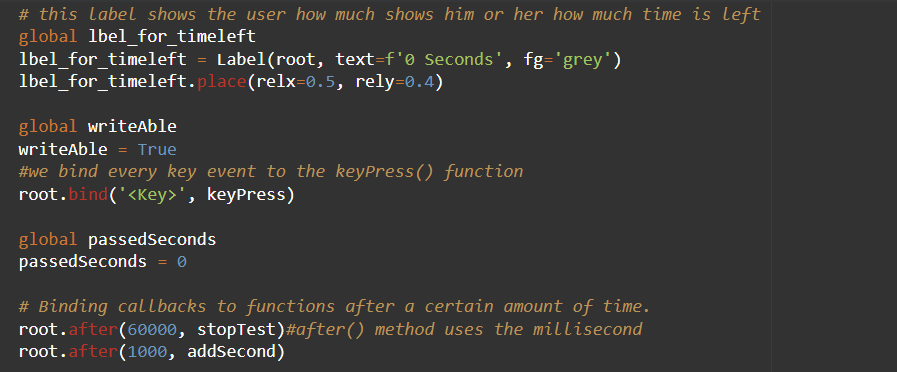 # this label shows the user how much shows him or her how much time is left
global lbel_for_timeleft
lbel_for_timeleft = Label(root, text=f'0 Seconds', fg='grey')
lbel_for_timeleft.place(relx=0.5, rely=0.4)
global writeAble
writeAble = True
#we bind every key event to the keyPress() function
root.bind('<Key>', keyPress)
global passedSeconds
passedSeconds = 0
# Binding callbacks to functions after a certain amount of time.
root.after(60000, stopTest)#after() method uses the millisecond
root.after(1000, addSecond)